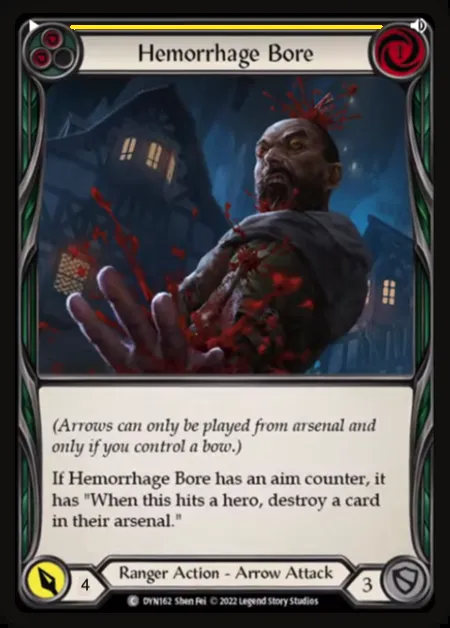 1
Hemorrhage Bore
(Arrows can only be played from arsenal and
only if you control a bow.)
If Hemorrhage Bore has an aim counter, it
has "When this hits a hero, destroy a card
in their arsenal."
4
Ranger Action - Arrow Attack
3
C DYN162 Shen Fei © 2022 Legend Story Studios